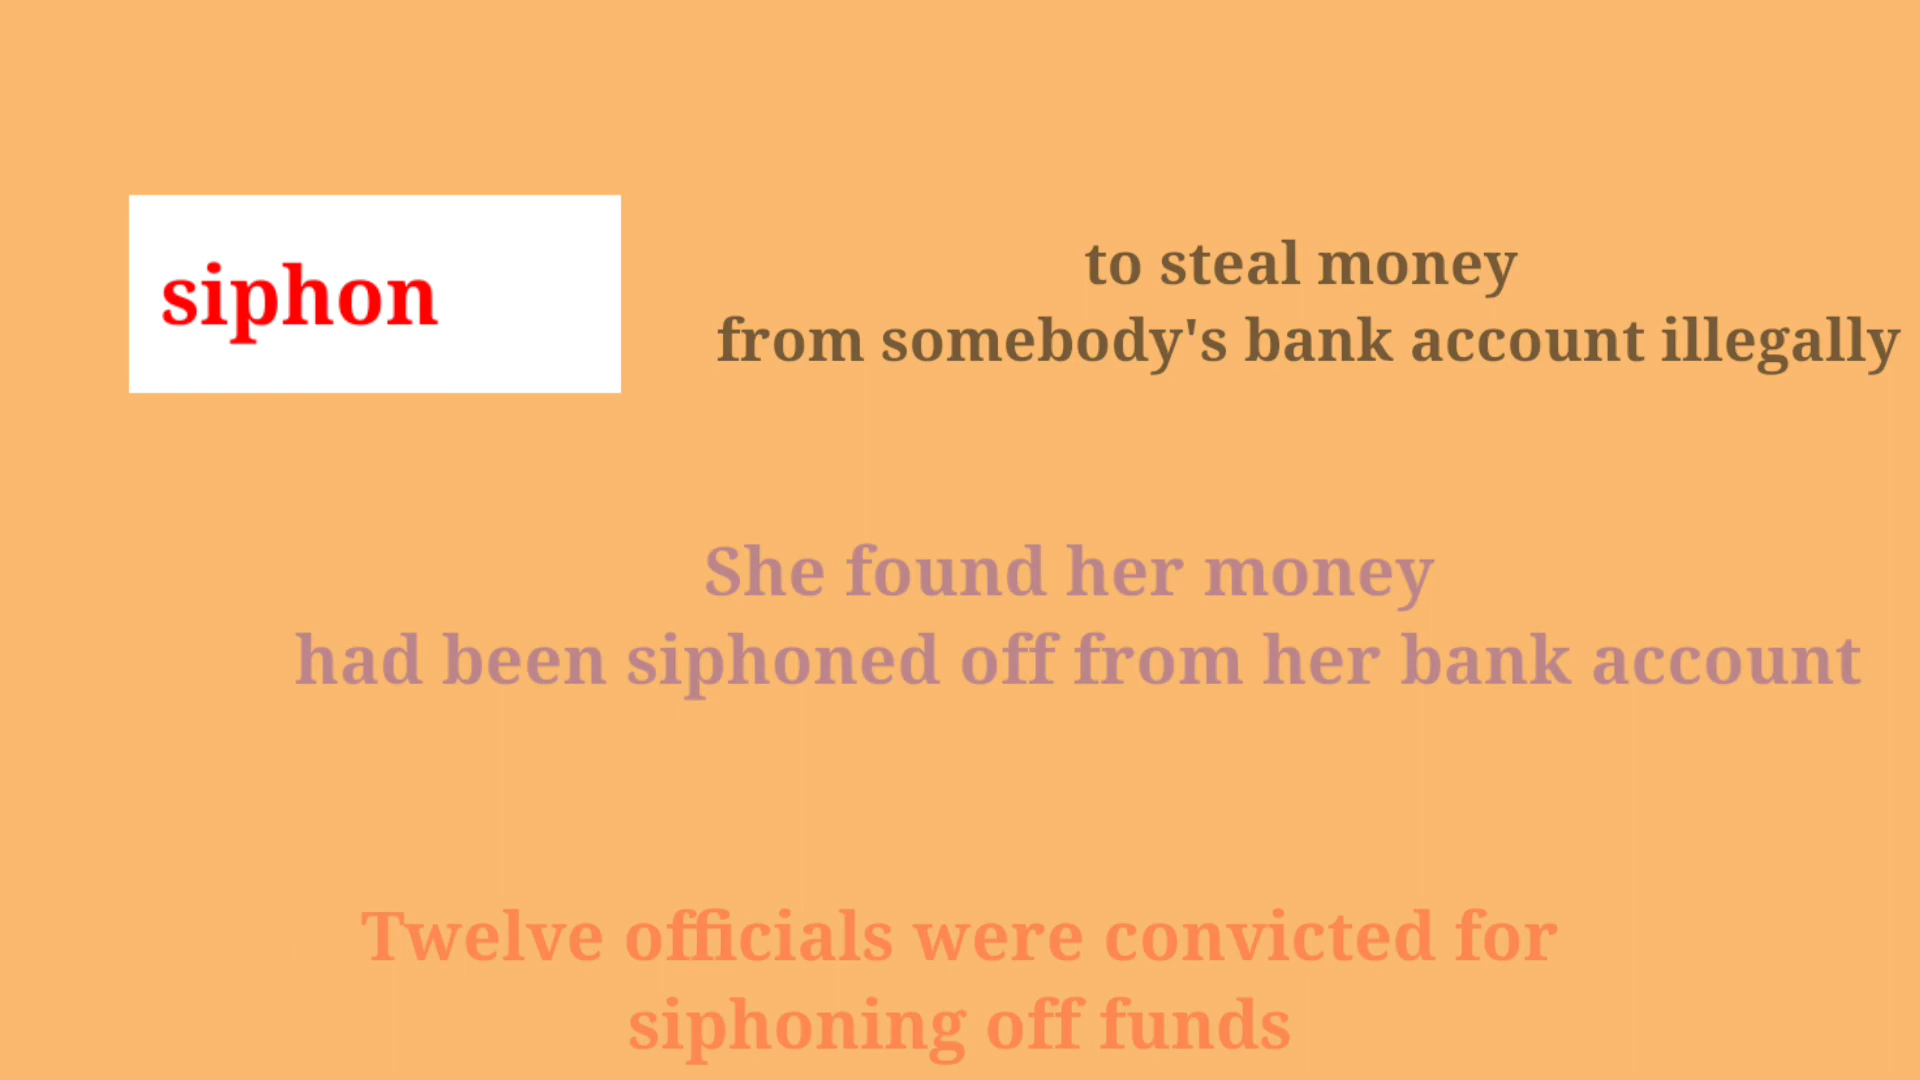 siphon
to steal money
from somebody's bank account illegally
She found her money
had been siphoned off from her bank account
Twelve officials were convicted for
siphoning off funds